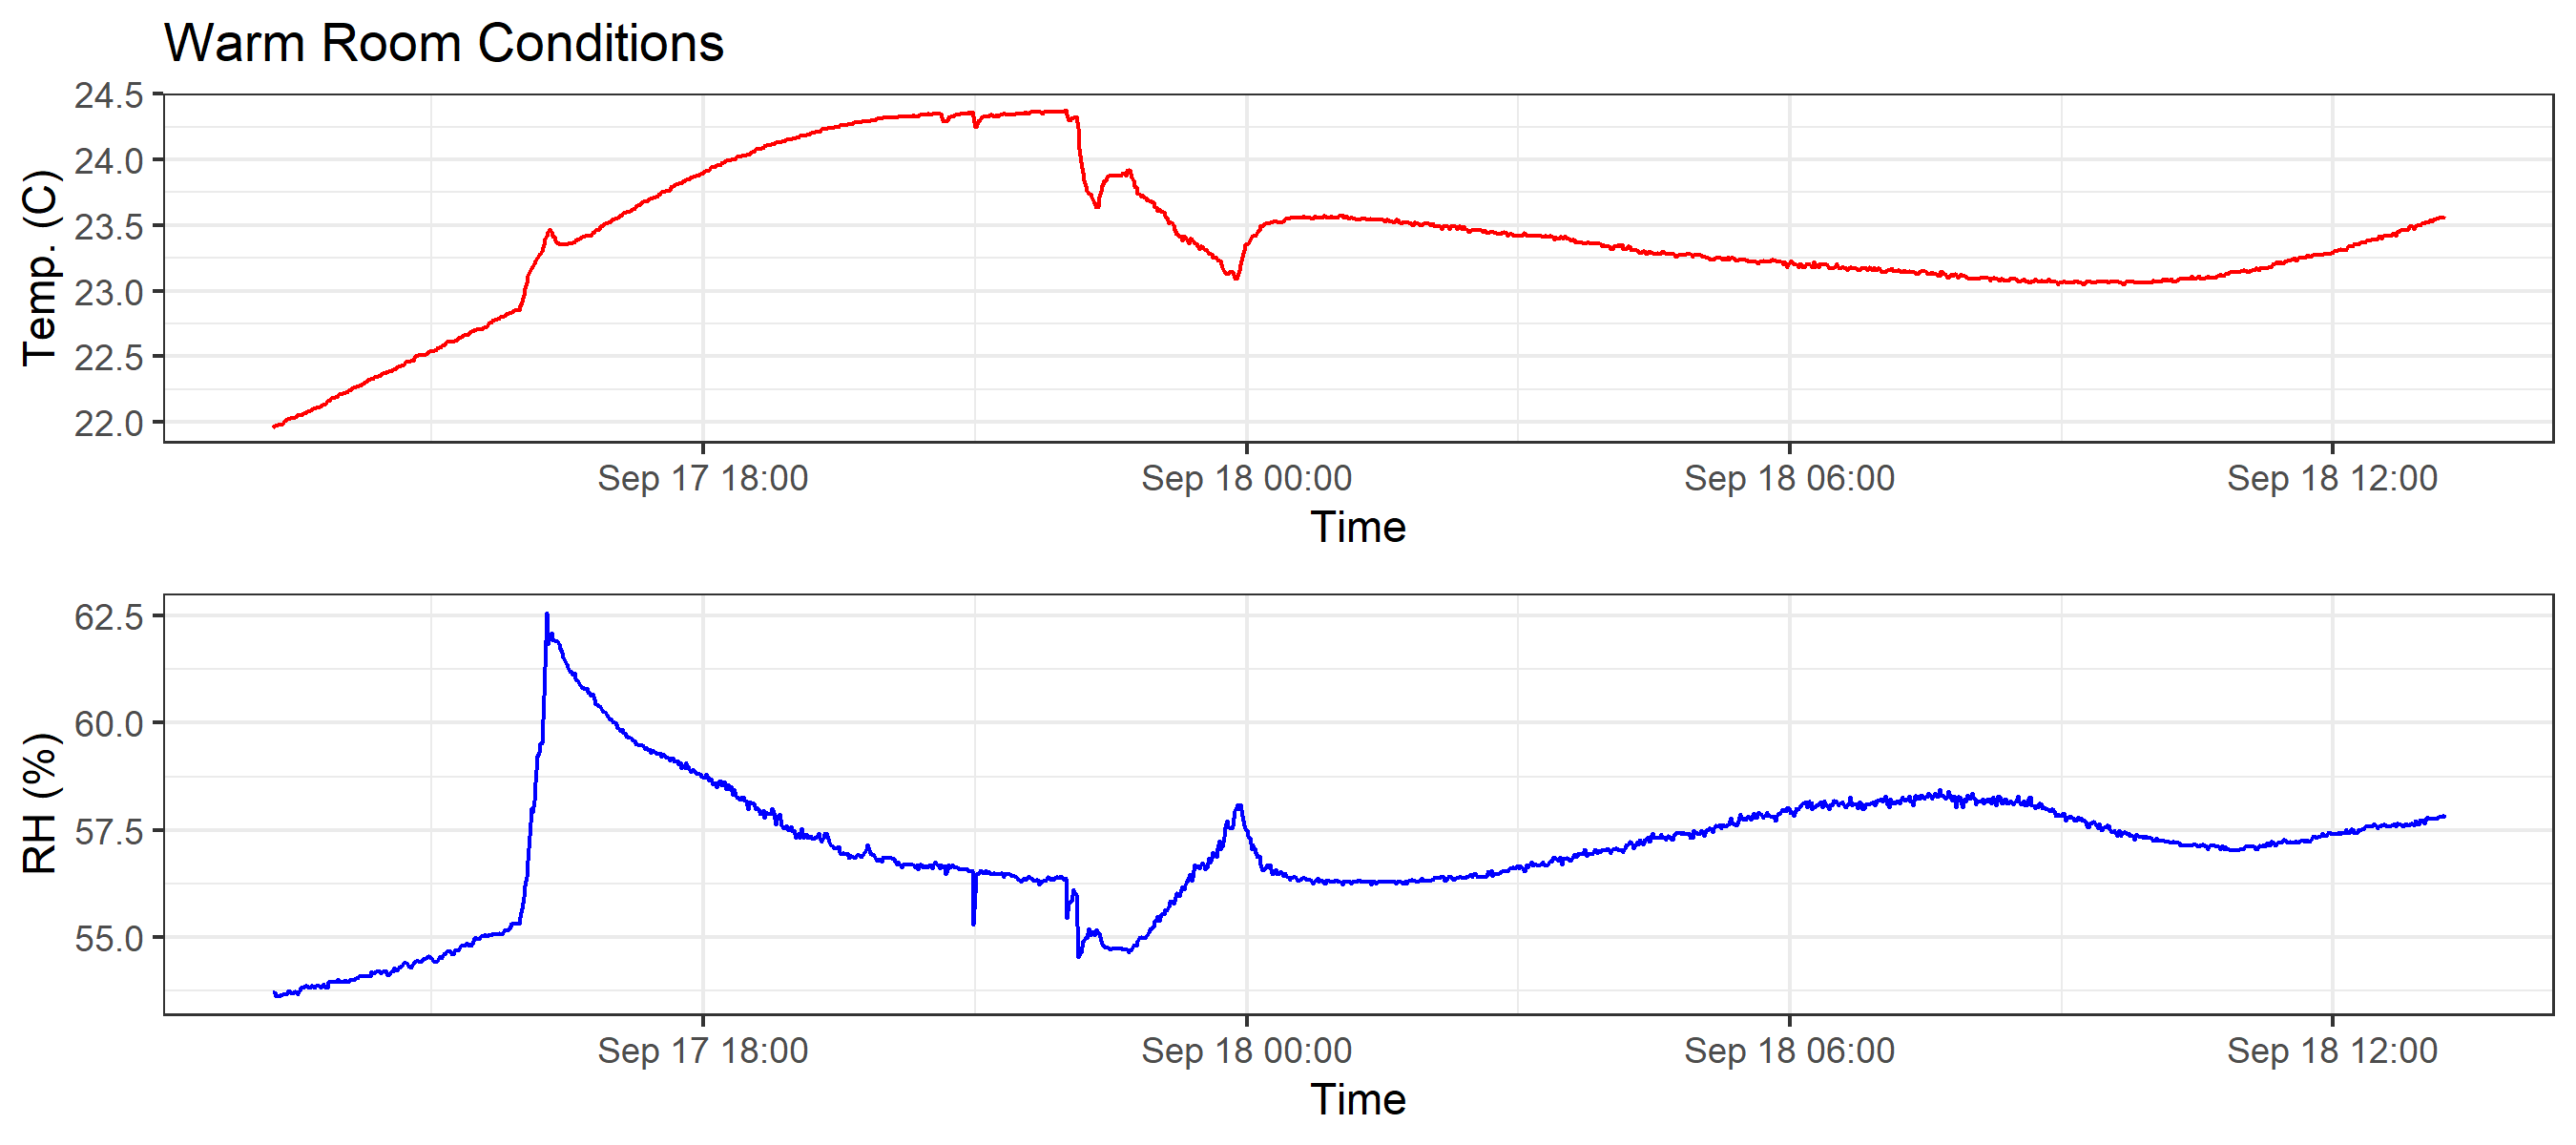 Warm Room Conditions
24.5
24.0
23.5
23.0
22.5
22.0
Temp. (C)
Sep 17 18:00 Sep 18 00:00 Sep 18 06:00 Sep 18 12:00
Time
62.5
60.0
57.5
55.0
RH (%)
Sep 17 18:00 Sep 18 00:00 Sep 18 06:00 Sep 18 12:00
Time